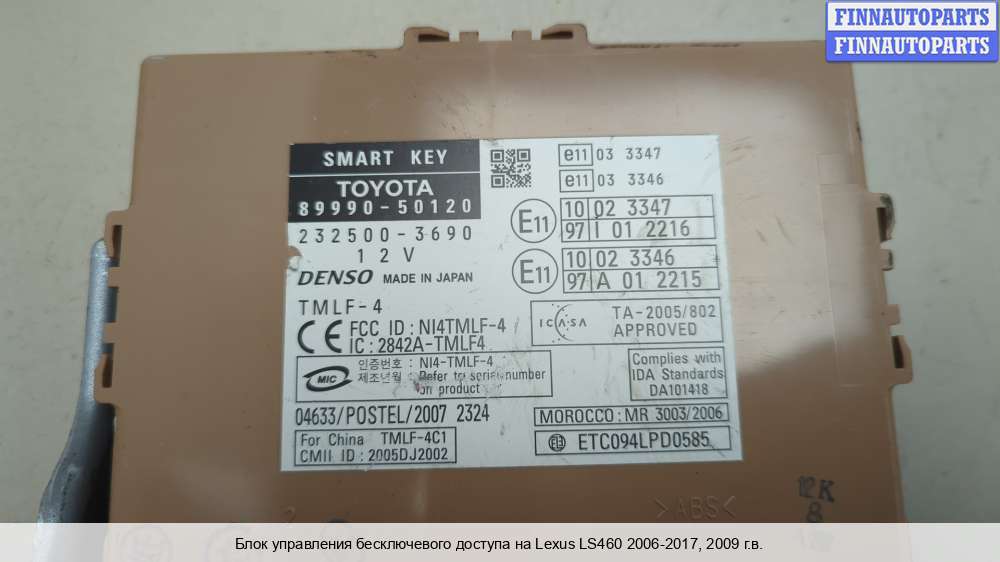 FINNAUTOPARTS
FINNAUTOPARTS
SMART KEY
TOYOTA
89990-50120
232500-3690
12V
DENSO MADE IN JAPAN
TMLF-4
CE FCC ID : NI4TMLF-4
IC : 2842A-TMLF4
MIC
인증번호 : NI4-TMLF-4
제조년월 : Refer to serial number
on product
04633/POSTEL/2007 2324
For China TMLF-4C1
CMII ID : 2005DJ2002
e11 03 3347
e11 03 3346
E11
10 02 3347
97 I 01 2216
E11
10 02 3346
97 A 01 2215
ICASA
TA-2005/802
APPROVED
Complies with
IDA Standards
DA101418
MOROCCO : MR 3003/2006
ETC094LPD0585
>ABS<
12K
8
Блок управления бесключевого доступа на Lexus LS460 2006-2017, 2009 г.в.